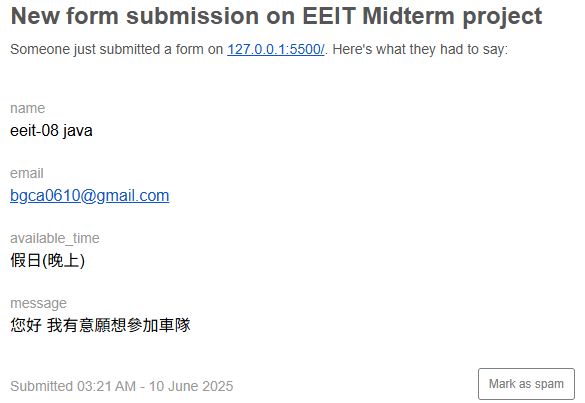 New form submission on EEIT Midterm project
Someone just submitted a form on 127.0.0.1:5500/. Here's what they had to say:
name
eeit-08 java
email
bgca0610@gmail.com
available_time
假日(晚上)
message
您好 我有意願想參加車隊
Submitted 03:21 AM - 10 June 2025
Mark as spam